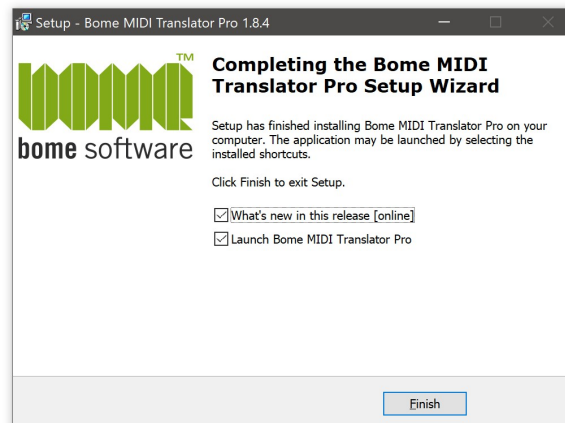 Setup - Bome MIDI Translator Pro 1.8.4
TM
bome software
Completing the Bome MIDI
Translator Pro Setup Wizard
Setup has finished installing Bome MIDI Translator Pro on your
computer. The application may be launched by selecting the
installed shortcuts.
Click Finish to exit Setup.
What's new in this release [online]
Launch Bome MIDI Translator Pro
Finish